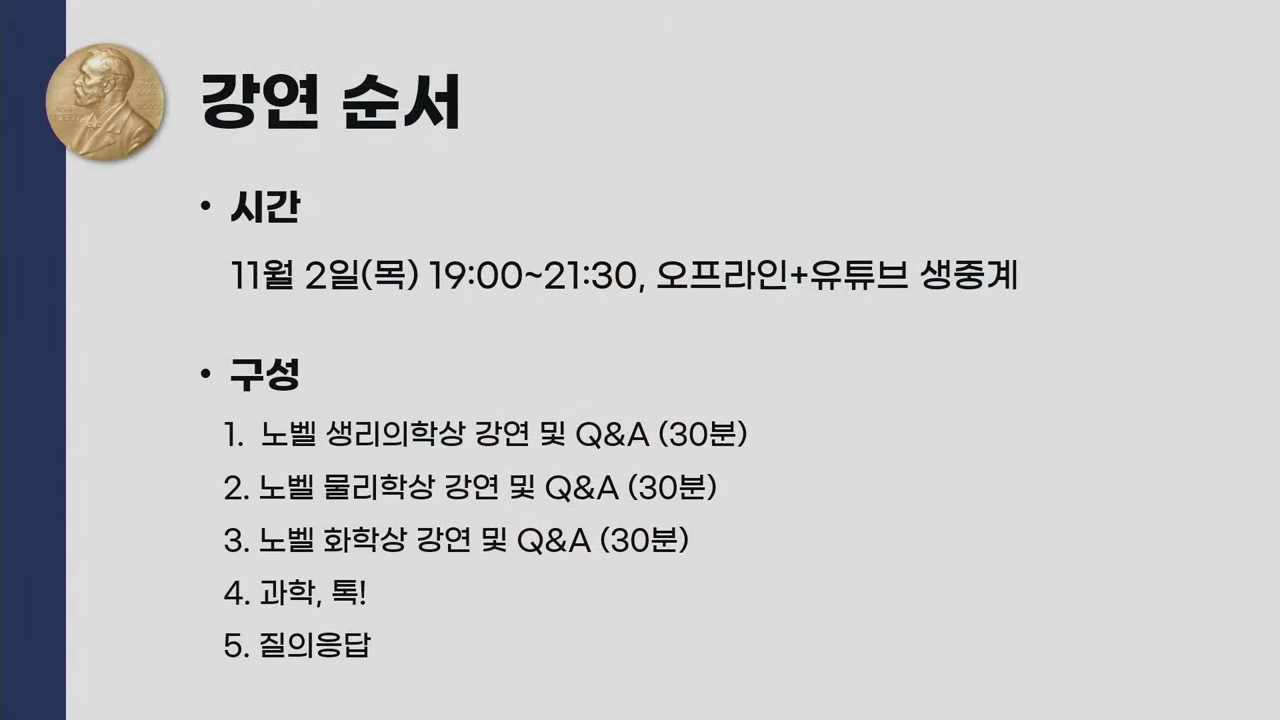 강연 순서
• 시간
11월 2일(목) 19:00~21:30, 오프라인+유튜브 생중계
• 구성
1. 노벨 생리의학상 강연 및 Q&A (30분)
2. 노벨 물리학상 강연 및 Q&A (30분)
3. 노벨 화학상 강연 및 Q&A (30분)
4. 과학, 톡!
5. 질의응답